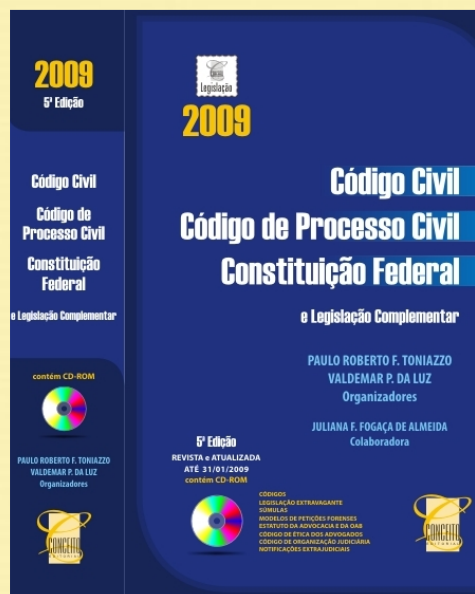 2009
5ª Edição
Código Civil
Código de
Processo Civil
Constituição
Federal
e Legislação Complementar
contém CD-ROM
PAULO ROBERTO F. TONIAZZO
VALDEMAR P. DA LUZ
Organizadores
CONCEITO
EDITORIAL
Legislação
2009
Código Civil
Código de Processo Civil
Constituição Federal
e Legislação Complementar
PAULO ROBERTO F. TONIAZZO
VALDEMAR P. DA LUZ
Organizadores
JULIANA F. FOGAÇA DE ALMEIDA
Colaboradora
5ª Edição
REVISTA e ATUALIZADA
ATÉ 31/01/2009
contém CD-ROM
CÓDIGOS
LEGISLAÇÃO EXTRAVAGANTE
SÚMULAS
MODELOS DE PETIÇÕES FORENSES
ESTATUTO DA ADVOCACIA E DA OAB
CÓDIGO DE ÉTICA DOS ADVOGADOS
CÓDIGO DE ORGANIZAÇÃO JUDICIÁRIA
NOTIFICAÇÕES EXTRAJUDICIAIS
CONCEITO
EDITORIAL